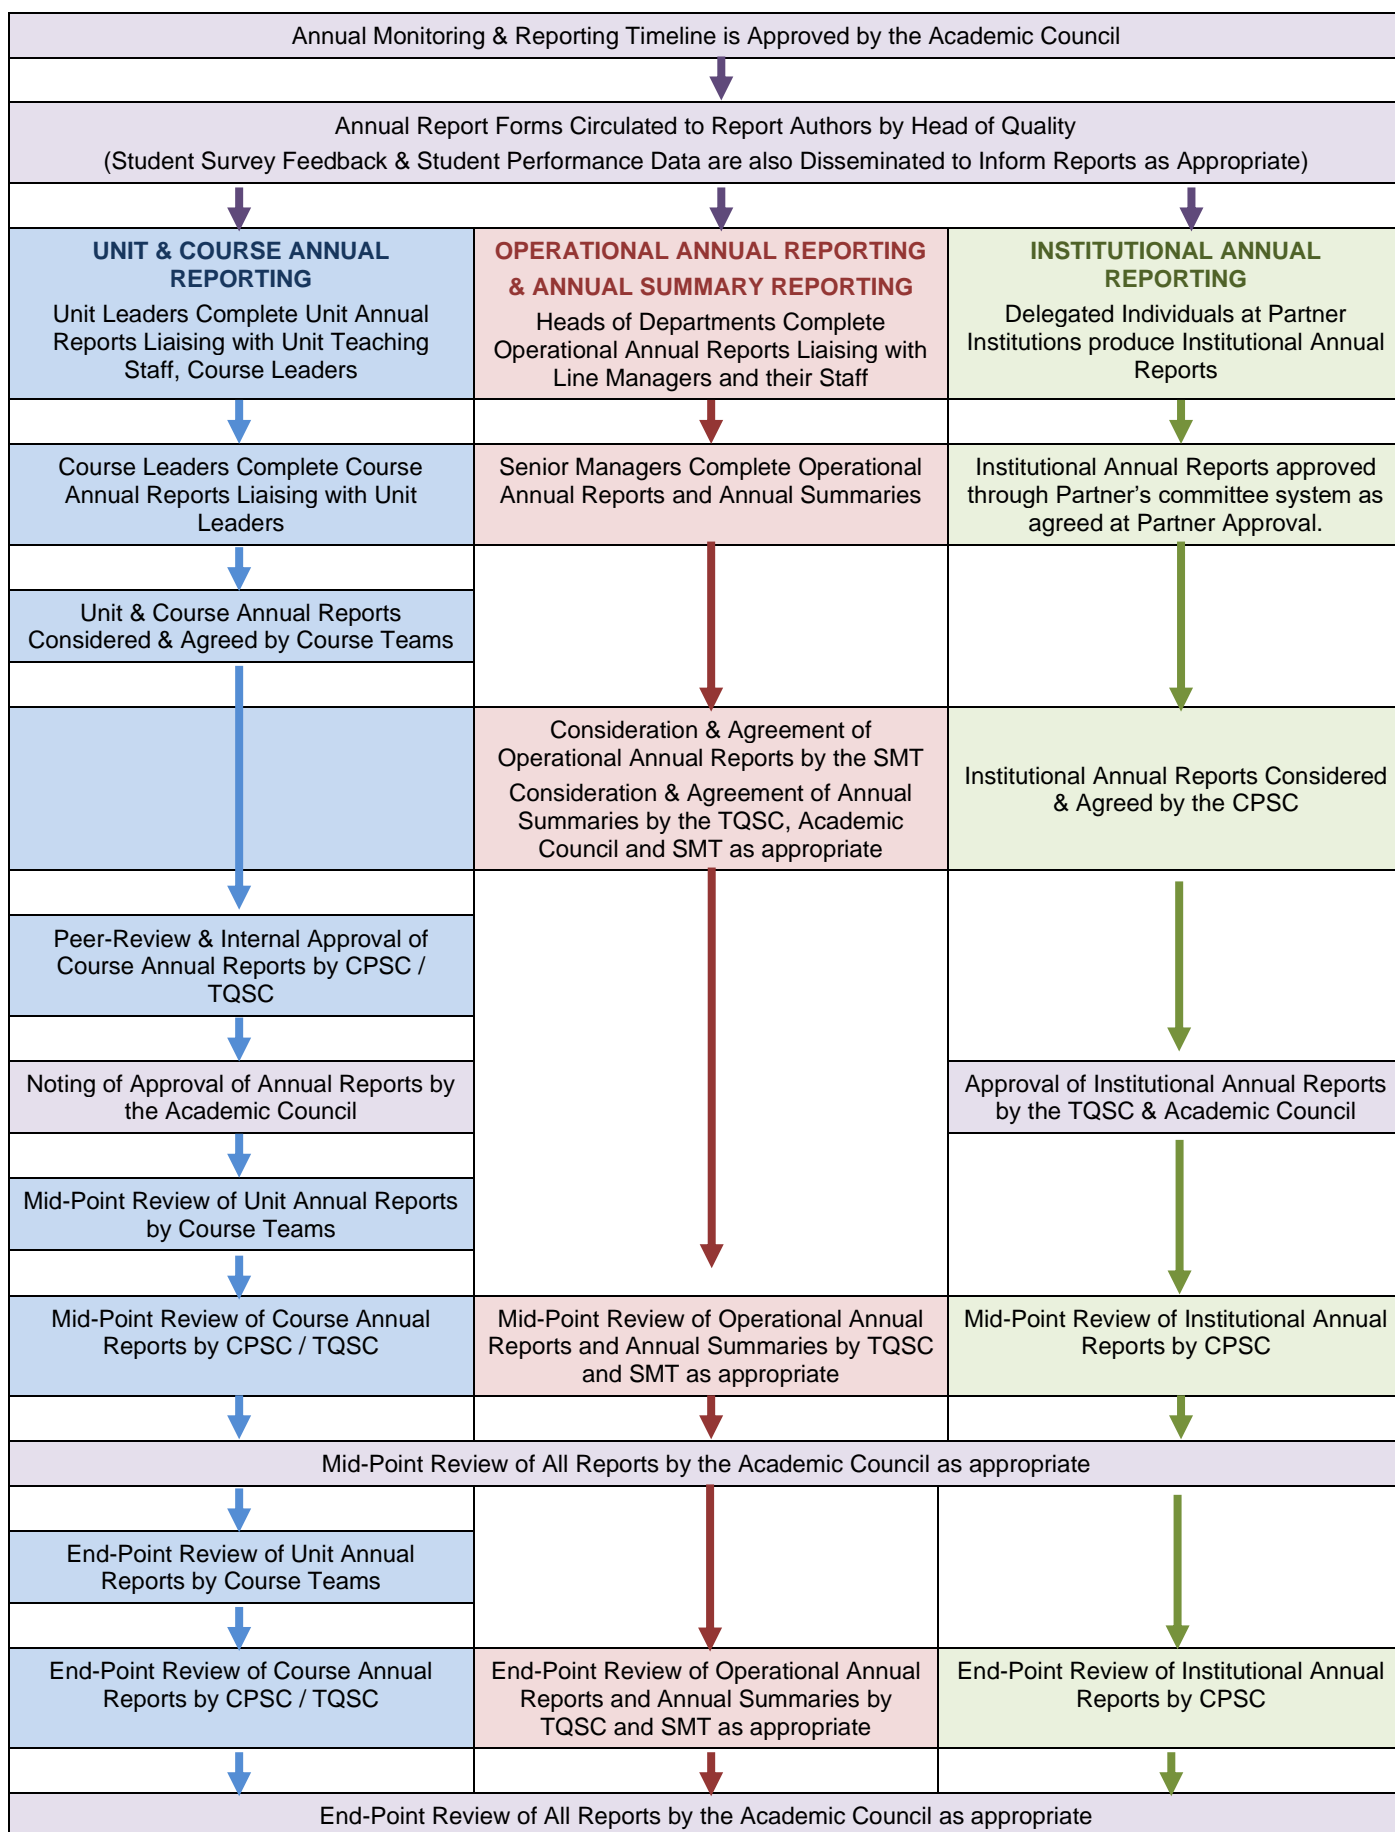 Annual Monitoring & Reporting Timeline is Approved by the Academic Council
Annual Report Forms Circulated to Report Authors by Head of Quality
(Student Survey Feedback & Student Performance Data are also Disseminated to Inform Reports as Appropriate)
UNIT & COURSE ANNUAL
REPORTING
Unit Leaders Complete Unit Annual
Reports Liaising with Unit Teaching
Staff, Course Leaders
OPERATIONAL ANNUAL REPORTING
& ANNUAL SUMMARY REPORTING
Heads of Departments Complete
Operational Annual Reports Liaising with
Line Managers and their Staff
INSTITUTIONAL ANNUAL
REPORTING
Delegated Individuals at Partner
Institutions produce Institutional Annual
Reports
Course Leaders Complete Course
Annual Reports Liaising with Unit
Leaders
Senior Managers Complete Operational
Annual Reports and Annual Summaries
Institutional Annual Reports approved
through Partner's committee system as
agreed at Partner Approval.
Unit & Course Annual Reports
Considered & Agreed by Course Teams
Consideration & Agreement of
Operational Annual Reports by the SMT
Consideration & Agreement of Annual
Summaries by the TQSC, Academic
Council and SMT as appropriate
Institutional Annual Reports Considered
& Agreed by the CPSC
Peer-Review & Internal Approval of
Course Annual Reports by CPSC /
TQSC
Noting of Approval of Annual Reports by
the Academic Council
Approval of Institutional Annual Reports
by the TQSC & Academic Council
Mid-Point Review of Unit Annual Reports
by Course Teams
Mid-Point Review of Course Annual
Reports by CPSC / TQSC
Mid-Point Review of Operational Annual
Reports and Annual Summaries by TQSC
and SMT as appropriate
Mid-Point Review of Institutional Annual
Reports by CPSC
Mid-Point Review of All Reports by the Academic Council as appropriate
End-Point Review of Unit Annual
Reports by Course Teams
End-Point Review of Course Annual
Reports by CPSC / TQSC
End-Point Review of Operational Annual
Reports and Annual Summaries by
TQSC and SMT as appropriate
End-Point Review of Institutional Annual
Reports by CPSC
End-Point Review of All Reports by the Academic Council as appropriate